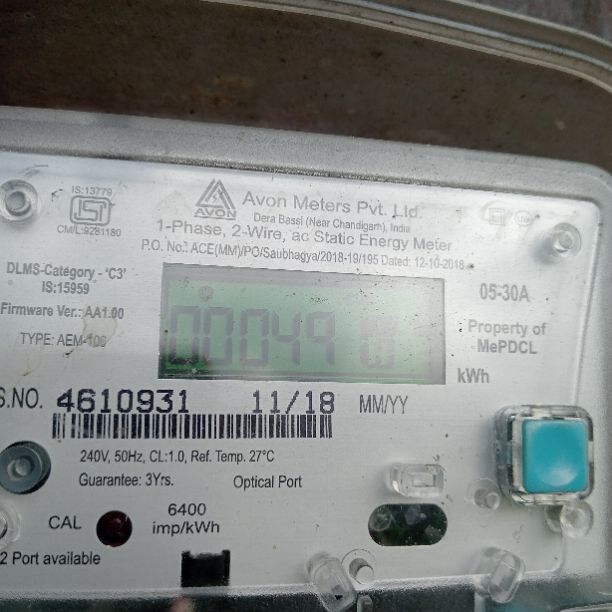 IS:13779
CM/L:9281180
AVON
Avon Meters Pvt. Ltd.
Dera Bassi (Near Chandigarh), India
1-Phase, 2-Wire, ac Static Energy Meter
P.O. No.: ACE(MM)/PO/Saubhagya/2018-19/195 Dated: 12-10-2018
DLMS-Category - 'C3'
IS:15959
Firmware Ver.: AA1.00
TYPE: AEM-106
05-30A
Property of
MePDCL
kWh
S.NO. 4610931 11/18 MM/YY
240V, 50Hz, CL:1.0, Ref. Temp. 27°C
Guarantee: 3Yrs. Optical Port
CAL 6400
imp/kWh
2 Port available